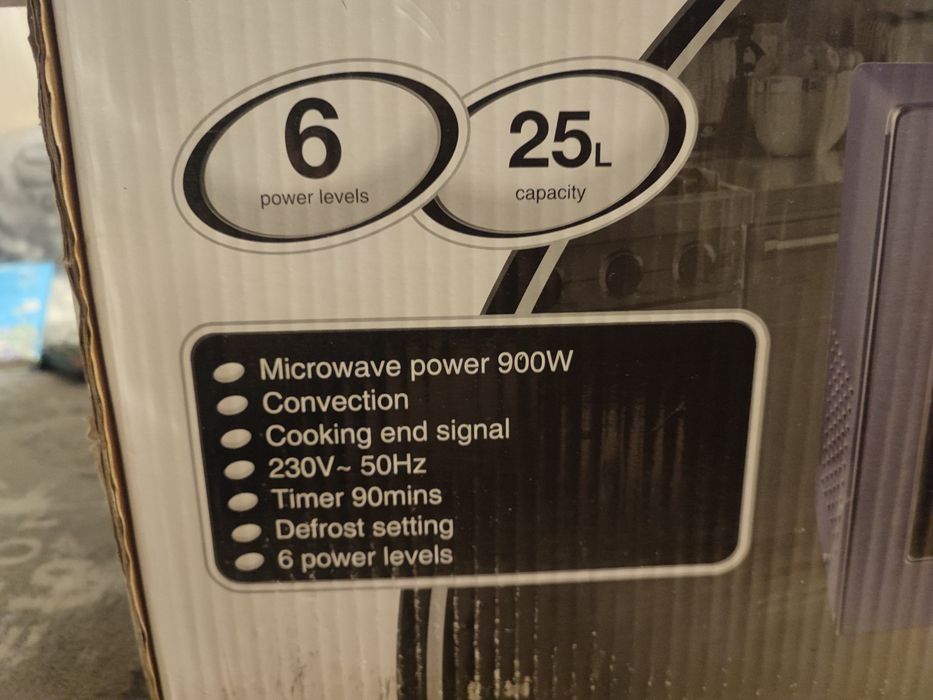 6
power levels
25L
capacity
Microwave power 900W
Convection
Cooking end signal
230V~ 50Hz
Timer 90mins
Defrost setting
6 power levels